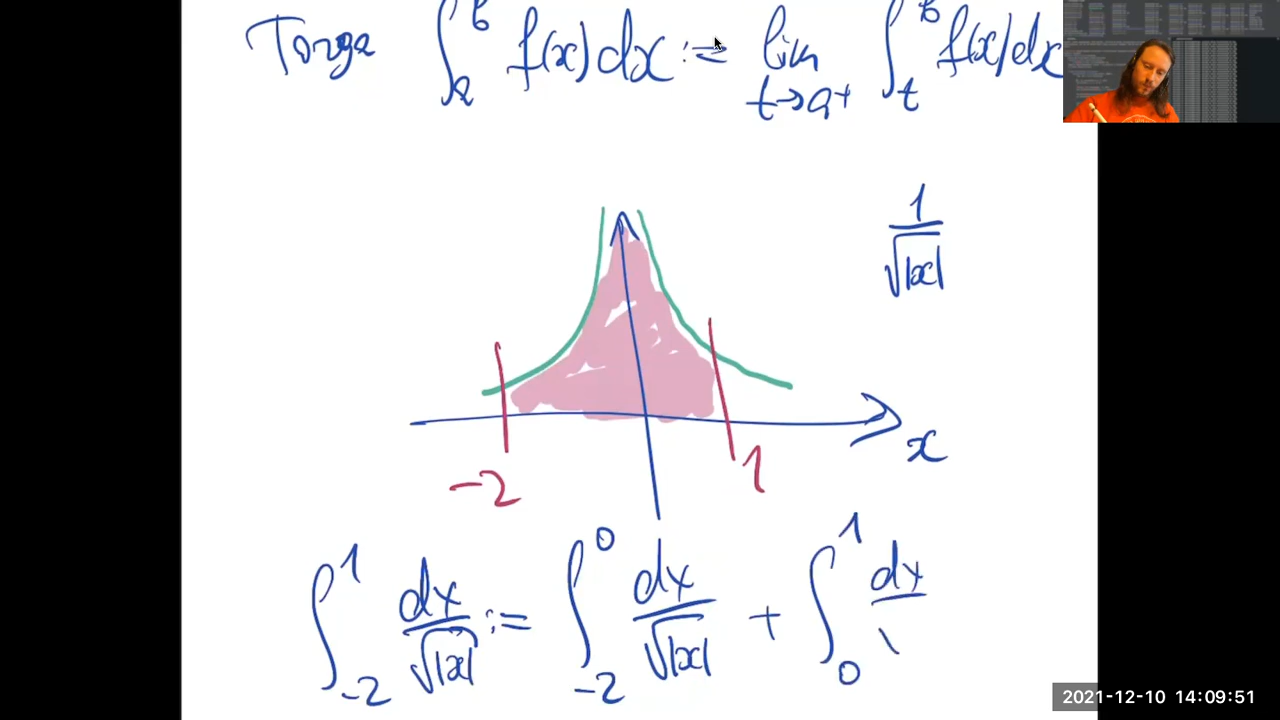 Тогда ∫_a^b f(x)dx := lim_{t→a+} ∫_t^b f(x)dx
1/√|x|
x
-2 1
∫_{-2}^1 dx/√|x| := ∫_{-2}^0 dx/√|x| + ∫_0^1 dx/
2021-12-10 14:09:51